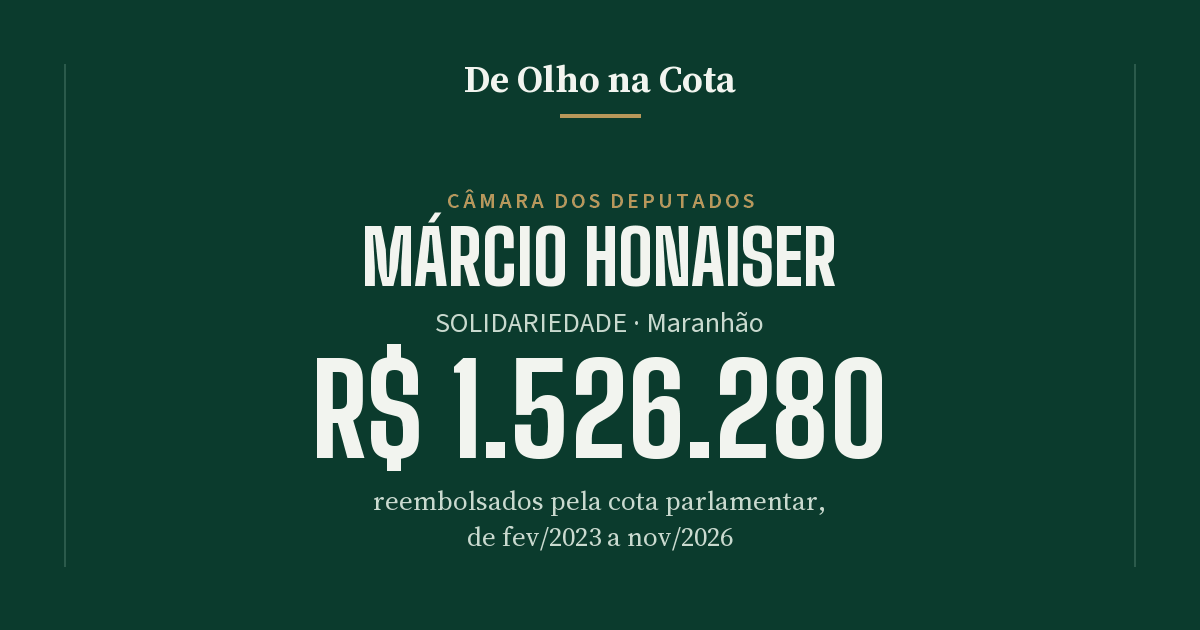 De Olho na Cota
CÂMARA DOS DEPUTADOS
MÁRCIO HONAISER
SOLIDARIEDADE · Maranhão
R$ 1.526.280
reembolsados pela cota parlamentar,
de fev/2023 a nov/2026